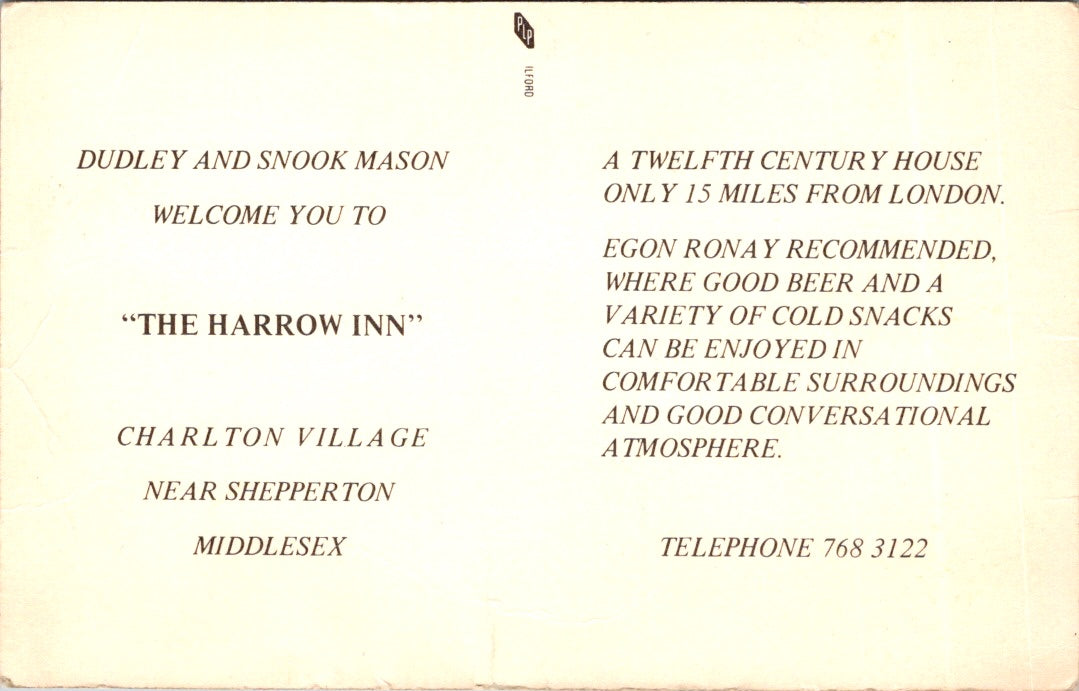 PLP
ILFORD
DUDLEY AND SNOOK MASON
WELCOME YOU TO
“THE HARROW INN”
CHARLTON VILLAGE
NEAR SHEPPERTON
MIDDLESEX
A TWELFTH CENTURY HOUSE
ONLY 15 MILES FROM LONDON.
EGON RONAY RECOMMENDED,
WHERE GOOD BEER AND A
VARIETY OF COLD SNACKS
CAN BE ENJOYED IN
COMFORTABLE SURROUNDINGS
AND GOOD CONVERSATIONAL
ATMOSPHERE.
TELEPHONE 768 3122